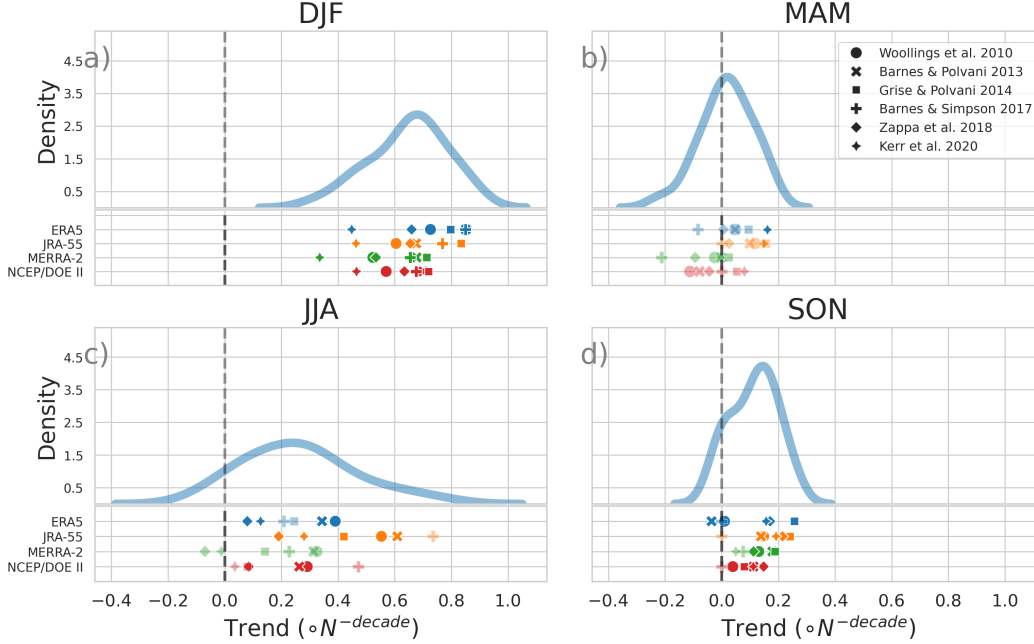 DJF
MAM
a)
b)
4.5
3.5
2.5
1.5
0.5
Density
Woollings et al. 2010
Barnes & Polvani 2013
Grise & Polvani 2014
Barnes & Simpson 2017
Zappa et al. 2018
Kerr et al. 2020
ERA5
JRA-55
MERRA-2
NCEP/DOE II
JJA
SON
c)
d)
4.5
3.5
2.5
1.5
0.5
Density
ERA5
JRA-55
MERRA-2
NCEP/DOE II
−0.4 −0.2 0.0 0.2 0.4 0.6 0.8 1.0
−0.4 −0.2 0.0 0.2 0.4 0.6 0.8 1.0
Trend (∘N^{−decade})
Trend (∘N^{−decade})